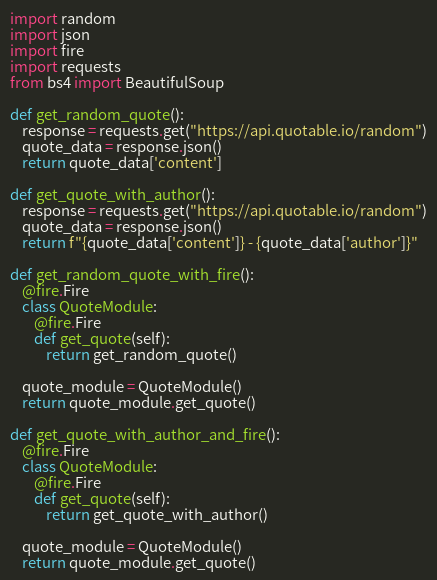 import random
import json
import fire
import requests
from bs4 import BeautifulSoup

def get_random_quote():
    response = requests.get("https://api.quotable.io/random")
    quote_data = response.json()
    return quote_data['content']

def get_quote_with_author():
    response = requests.get("https://api.quotable.io/random")
    quote_data = response.json()
    return f"{quote_data['content']} - {quote_data['author']}"

def get_random_quote_with_fire():
    @fire.Fire
    class QuoteModule:
        @fire.Fire
        def get_quote(self):
            return get_random_quote()

    quote_module = QuoteModule()
    return quote_module.get_quote()

def get_quote_with_author_and_fire():
    @fire.Fire
    class QuoteModule:
        @fire.Fire
        def get_quote(self):
            return get_quote_with_author()

    quote_module = QuoteModule()
    return quote_module.get_quote()